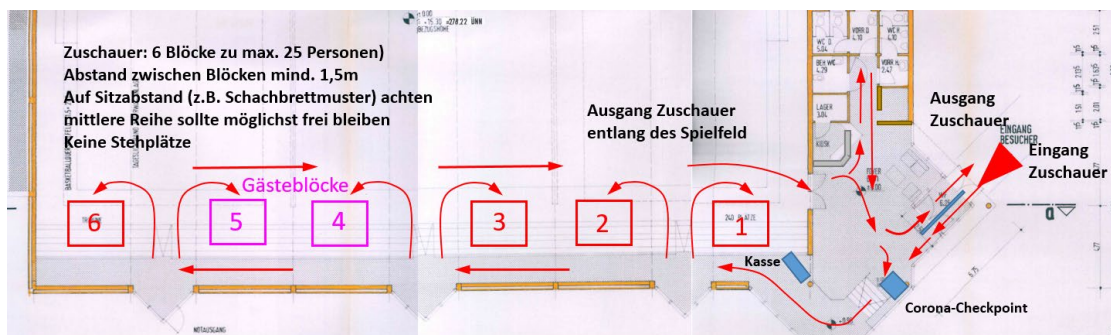 Zuschauer: 6 Blöcke zu max. 25 Personen)
Abstand zwischen Blöcken mind. 1,5m
Auf Sitzabstand (z.B. Schachbrettmuster) achten
mittlere Reihe sollte möglichst frei bleiben
Keine Stehplätze
Ausgang Zuschauer
entlang des Spielfeld
Ausgang
Zuschauer
EINGANG
BESUCHER
Eingang
Zuschauer
Gästeblöcke
6
5
4
3
2
1
Kasse
Corona-Checkpoint
NOTAUSGANG
LAGER
KIOSK
6.75